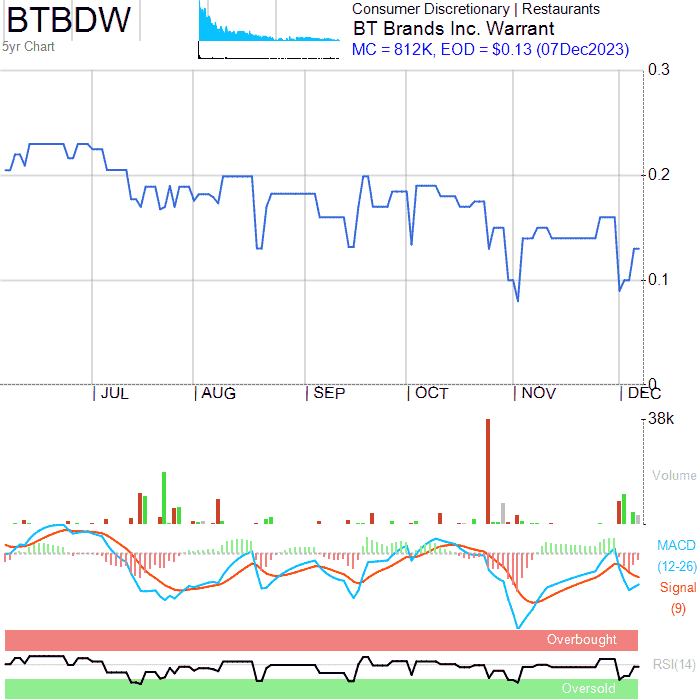 BTBDW
5yr Chart
Consumer Discretionary | Restaurants
BT Brands Inc. Warrant
MC = 812K, EOD = $0.13 (07Dec2023)
0.3
0.2
0.1
0
JUL AUG SEP OCT NOV DEC
38k
Volume
MACD
(12-26)
Signal
(9)
Overbought
RSI(14)
Oversold